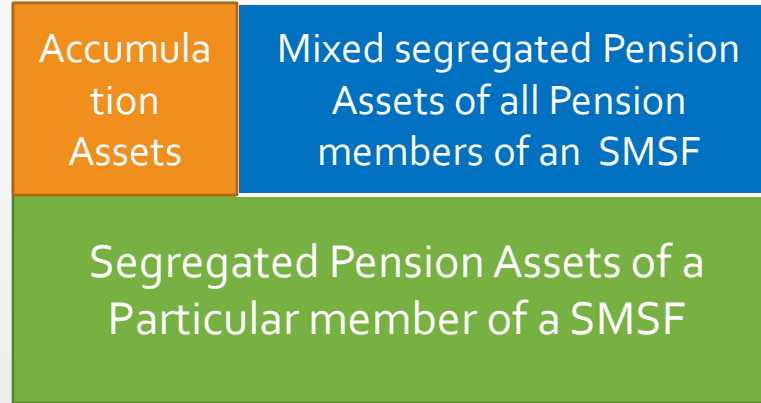 Accumula
tion
Assets
Mixed segregated Pension
Assets of all Pension
members of an SMSF
Segregated Pension Assets of a
Particular member of a SMSF